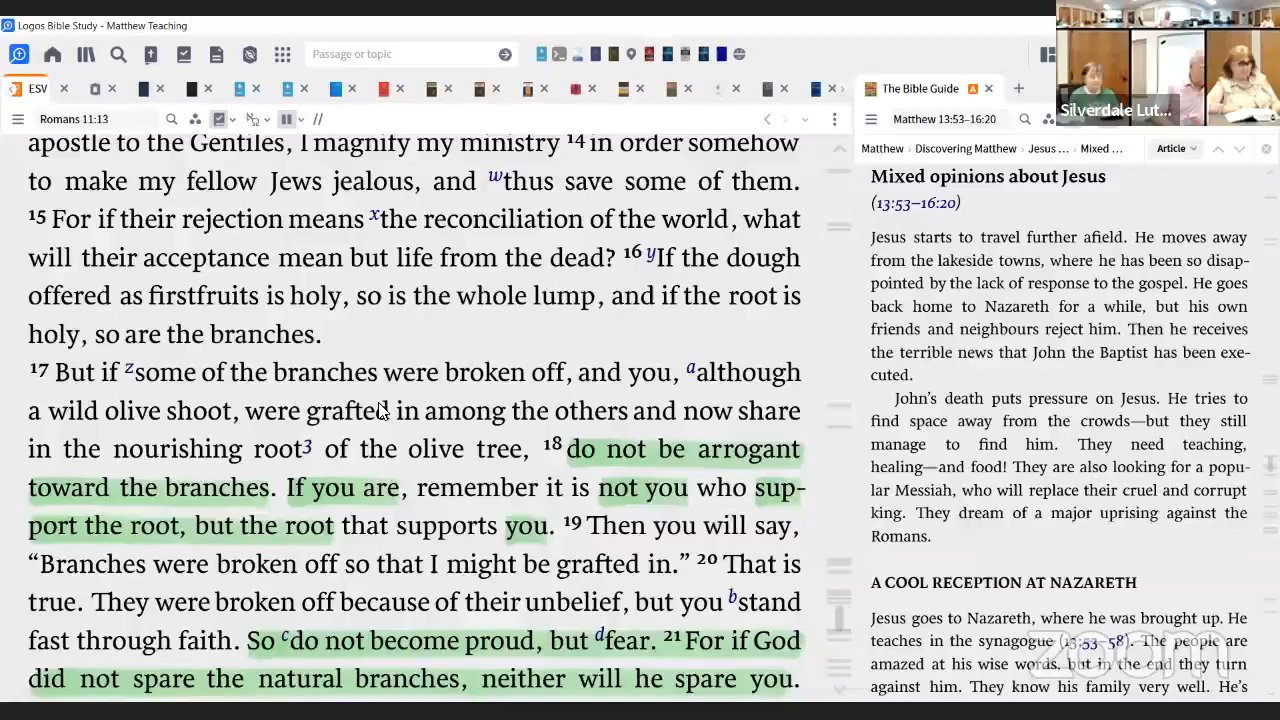 Logos Bible Study - Matthew Teaching
Passage or topic
ESV
The Bible Guide A
Romans 11:13
Matthew 13:53–16:20
Silverdale Lut...
Matthew › Discovering Matthew › Jesus ... › Mixed ...
Article
apostle to the Gentiles, I magnify my ministry 14 in order somehow
to make my fellow Jews jealous, and w thus save some of them.
15 For if their rejection means x the reconciliation of the world, what
will their acceptance mean but life from the dead? 16 y If the dough
offered as firstfruits is holy, so is the whole lump, and if the root is
holy, so are the branches.
17 But if z some of the branches were broken off, and you, a although
a wild olive shoot, were grafted in among the others and now share
in the nourishing root3 of the olive tree, 18 do not be arrogant
toward the branches. If you are, remember it is not you who sup-
port the root, but the root that supports you. 19 Then you will say,
“Branches were broken off so that I might be grafted in.” 20 That is
true. They were broken off because of their unbelief, but you b stand
fast through faith. So c do not become proud, but d fear. 21 For if God
did not spare the natural branches, neither will he spare you.
Mixed opinions about Jesus
(13:53–16:20)
Jesus starts to travel further afield. He moves away
from the lakeside towns, where he has been so disap-
pointed by the lack of response to the gospel. He goes
back home to Nazareth for a while, but his own
friends and neighbours reject him. Then he receives
the terrible news that John the Baptist has been exe-
cuted.
John’s death puts pressure on Jesus. He tries to
find space away from the crowds—but they still
manage to find him. They need teaching,
healing—and food! They are also looking for a popu-
lar Messiah, who will replace their cruel and corrupt
king. They dream of a major uprising against the
Romans.
A COOL RECEPTION AT NAZARETH
Jesus goes to Nazareth, where he was brought up. He
teaches in the synagogue (13:53–58). The people are
amazed at his wise words, but in the end they turn
against him. They know his family very well. He’s
zoom